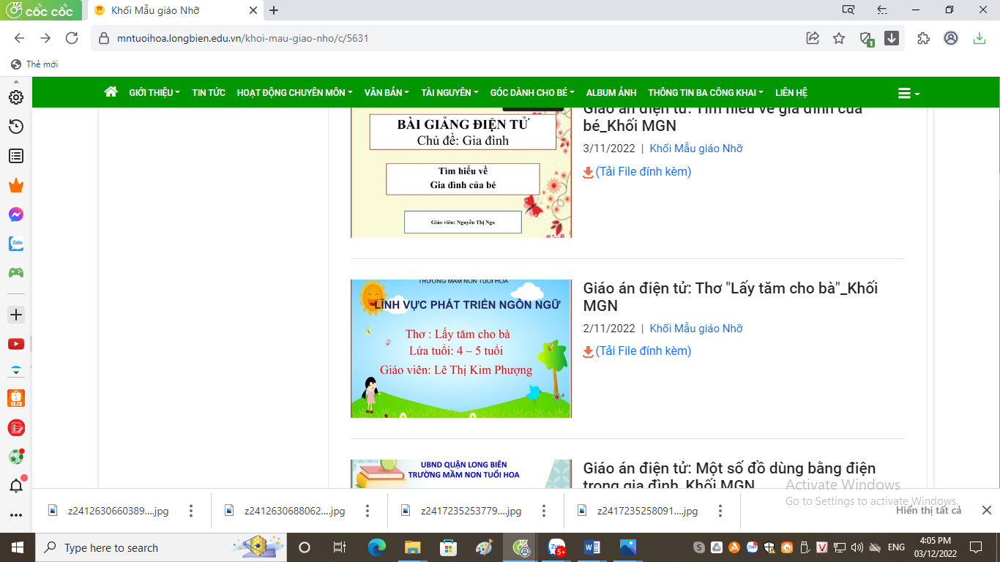 cốc cốc
Khối Mẫu giáo Nhỡ
mntuoihoa.longbien.edu.vn/khoi-mau-giao-nho/c/5631
1
Thẻ mới
GIỚI THIỆU
TIN TỨC
HOẠT ĐỘNG CHUYÊN MÔN
VĂN BẢN
TÀI NGUYÊN
GÓC DÀNH CHO BÉ
ALBUM ẢNH
THÔNG TIN BA CÔNG KHAI
LIÊN HỆ
BÀI GIẢNG ĐIỆN TỬ
Chủ đề: Gia đình
Tìm hiểu về
Gia đình của bé
Giáo viên: Nguyễn Thị Nga
Giáo án điện tử: Tìm hiểu về gia đình của
bé_Khối MGN
3/11/2022 | Khối Mẫu giáo Nhỡ
(Tải File đính kèm)
TRƯỜNG MẦM NON TUỔI HOA
LĨNH VỰC PHÁT TRIỂN NGÔN NGỮ
Thơ : Lấy tăm cho bà
Lứa tuổi: 4 – 5 tuổi
Giáo viên: Lê Thị Kim Phượng
Giáo án điện tử: Thơ "Lấy tăm cho bà"_Khối
MGN
2/11/2022 | Khối Mẫu giáo Nhỡ
(Tải File đính kèm)
UBND QUẬN LONG BIÊN
TRƯỜNG MẦM NON TUỔI HOA
Giáo án điện tử: Một số đồ dùng bằng điện
trong gia đình_Khối MGN
Zalo
12.12
Activate Windows
Go to Settings to activate Windows.
z2412630660389....jpg
z2412630688062....jpg
z2417235253779....jpg
z2417235258091....jpg
Hiển thị tất cả
Type here to search
Zalo
5+
ENG
4:05 PM
03/12/2022